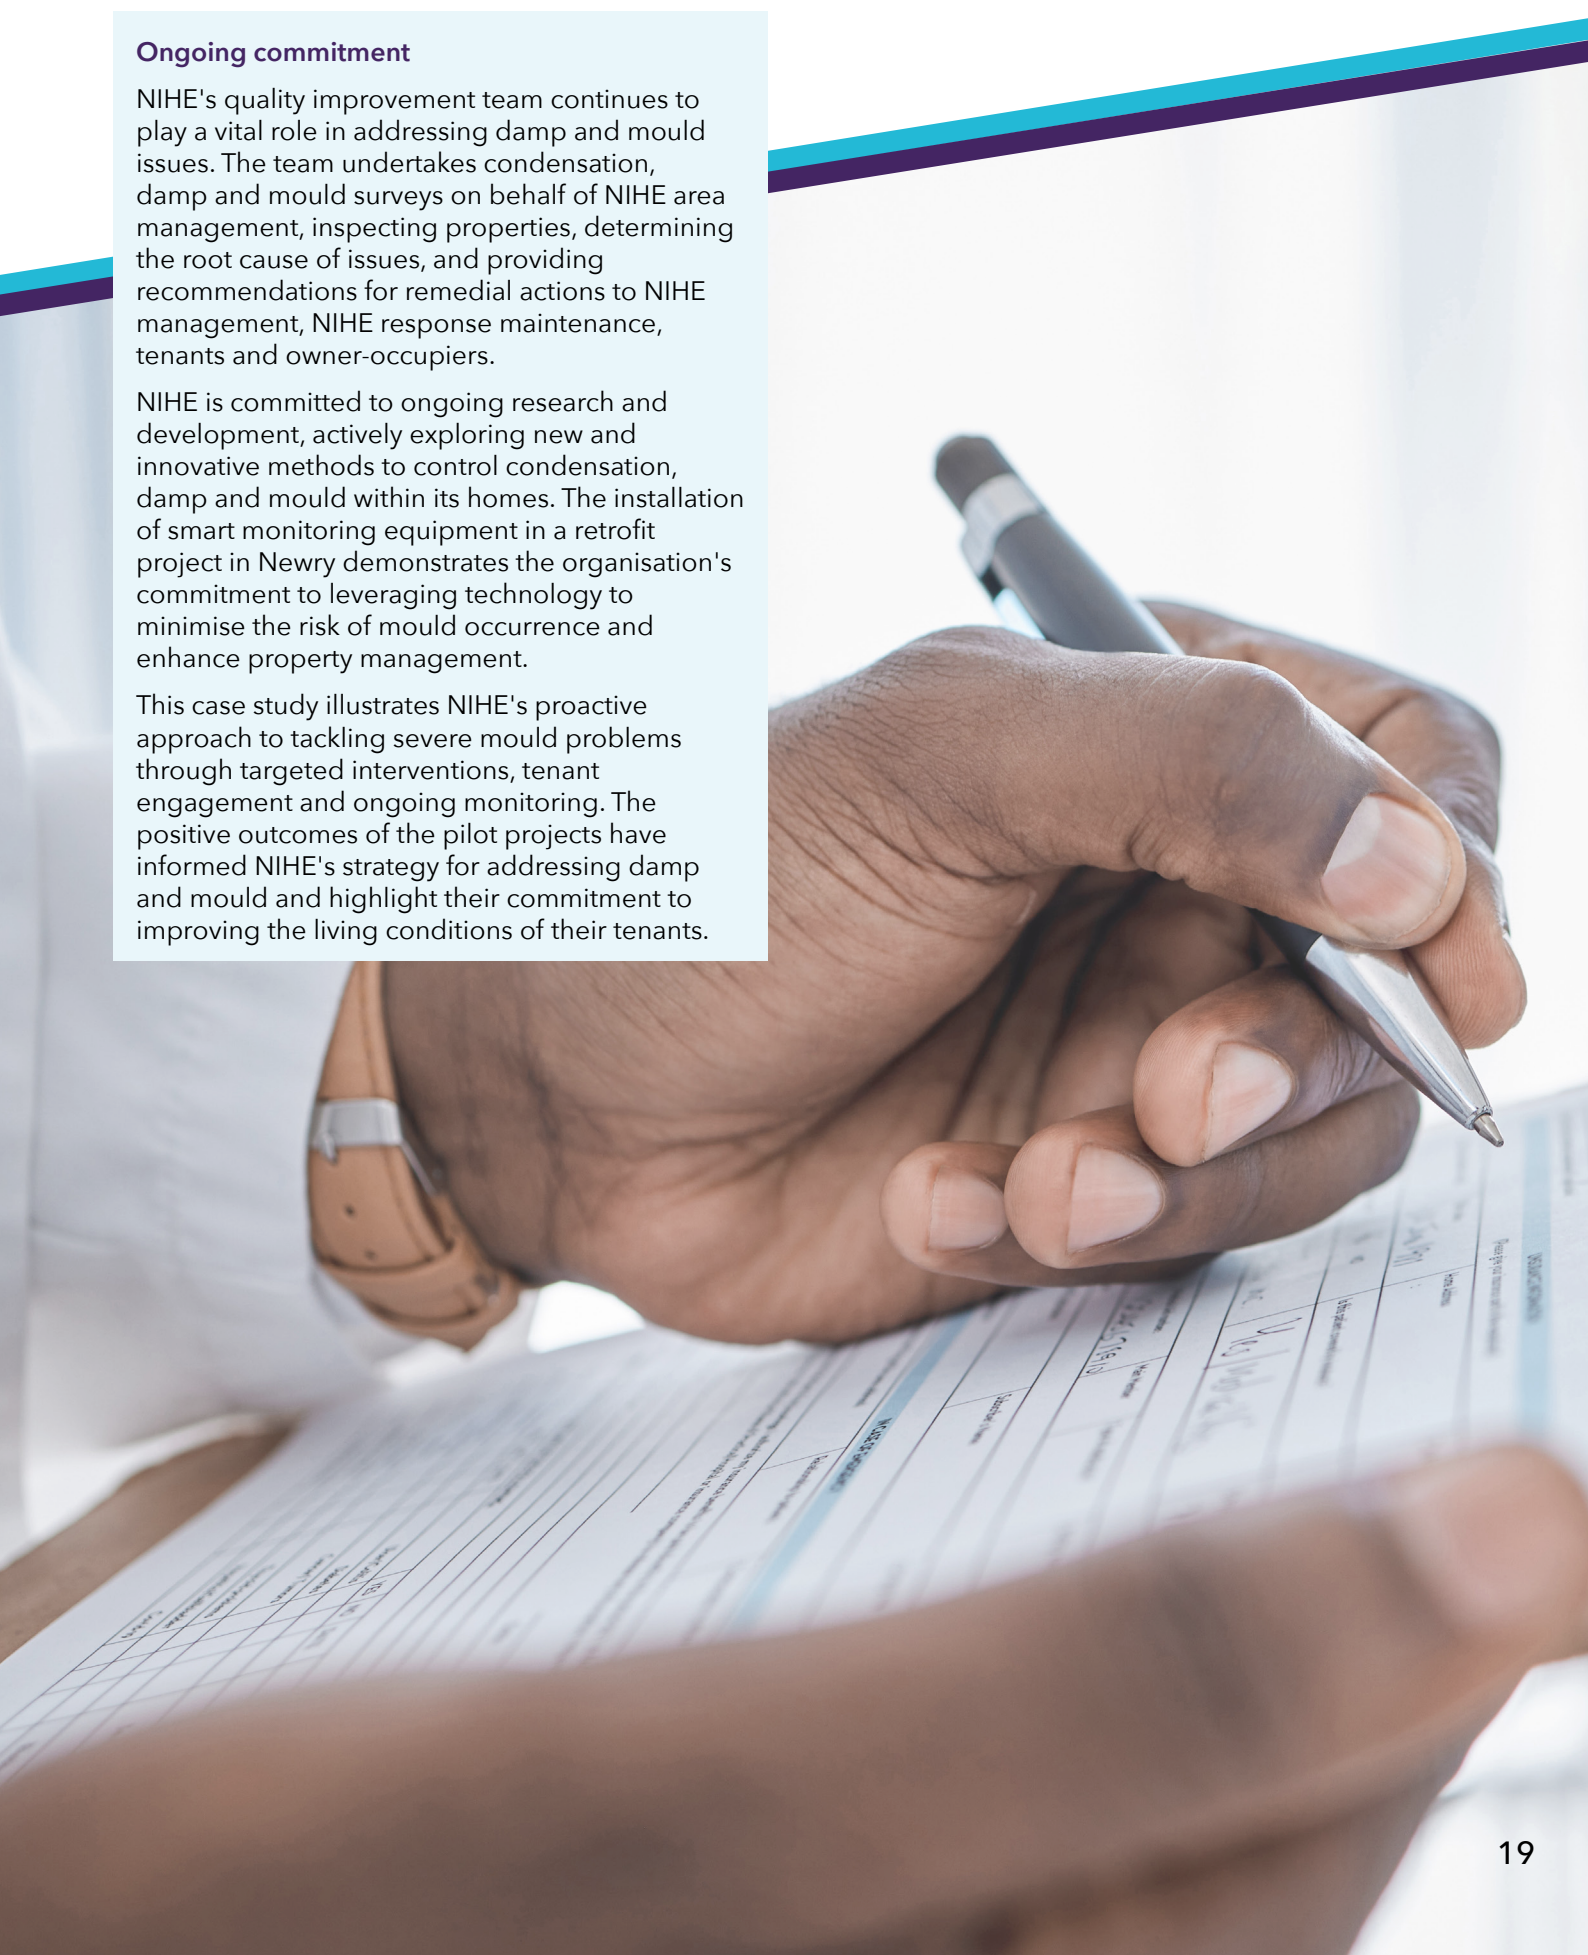 Ongoing commitment
NIHE's quality improvement team continues to
play a vital role in addressing damp and mould
issues. The team undertakes condensation,
damp and mould surveys on behalf of NIHE area
management, inspecting properties, determining
the root cause of issues, and providing
recommendations for remedial actions to NIHE
management, NIHE response maintenance,
tenants and owner-occupiers.
NIHE is committed to ongoing research and
development, actively exploring new and
innovative methods to control condensation,
damp and mould within its homes. The installation
of smart monitoring equipment in a retrofit
project in Newry demonstrates the organisation's
commitment to leveraging technology to
minimise the risk of mould occurrence and
enhance property management.
This case study illustrates NIHE's proactive
approach to tackling severe mould problems
through targeted interventions, tenant
engagement and ongoing monitoring. The
positive outcomes of the pilot projects have
informed NIHE's strategy for addressing damp
and mould and highlight their commitment to
improving the living conditions of their tenants.
IN CASE OF EMERGENCY
YES NO
19